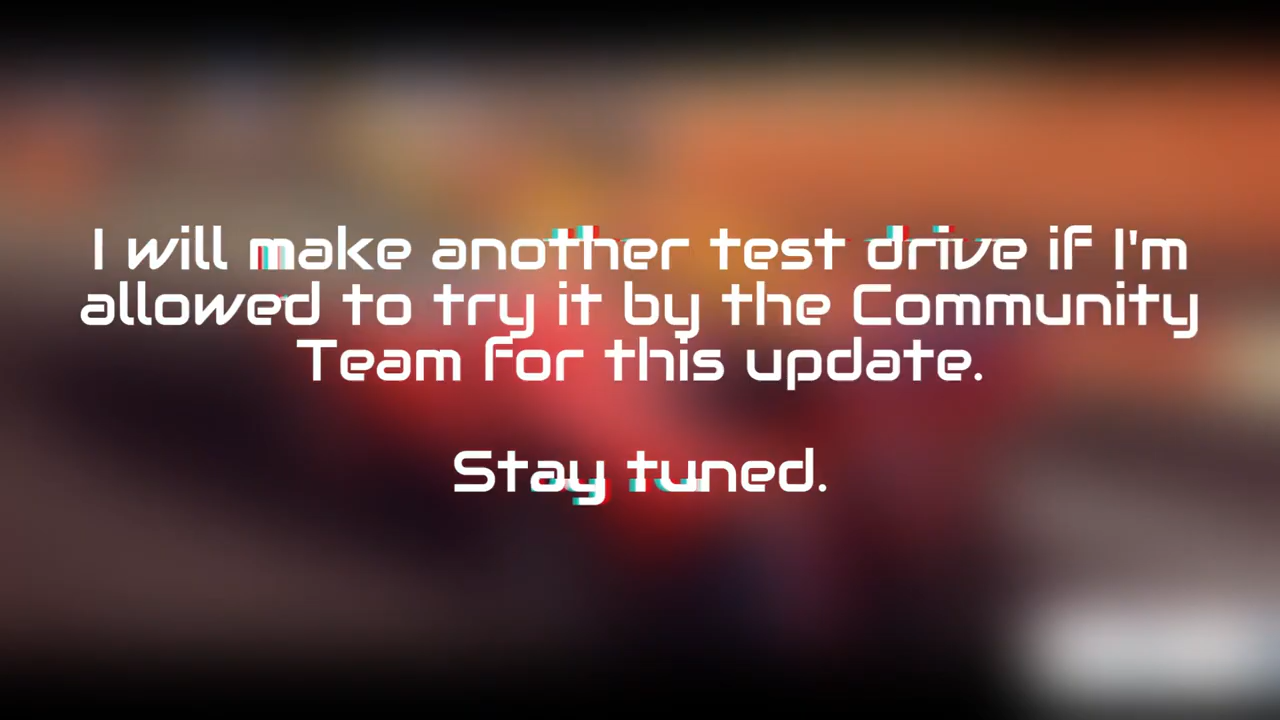 I will make another test drive if I'm
allowed to try it by the Community
Team for this update.
Stay tuned.